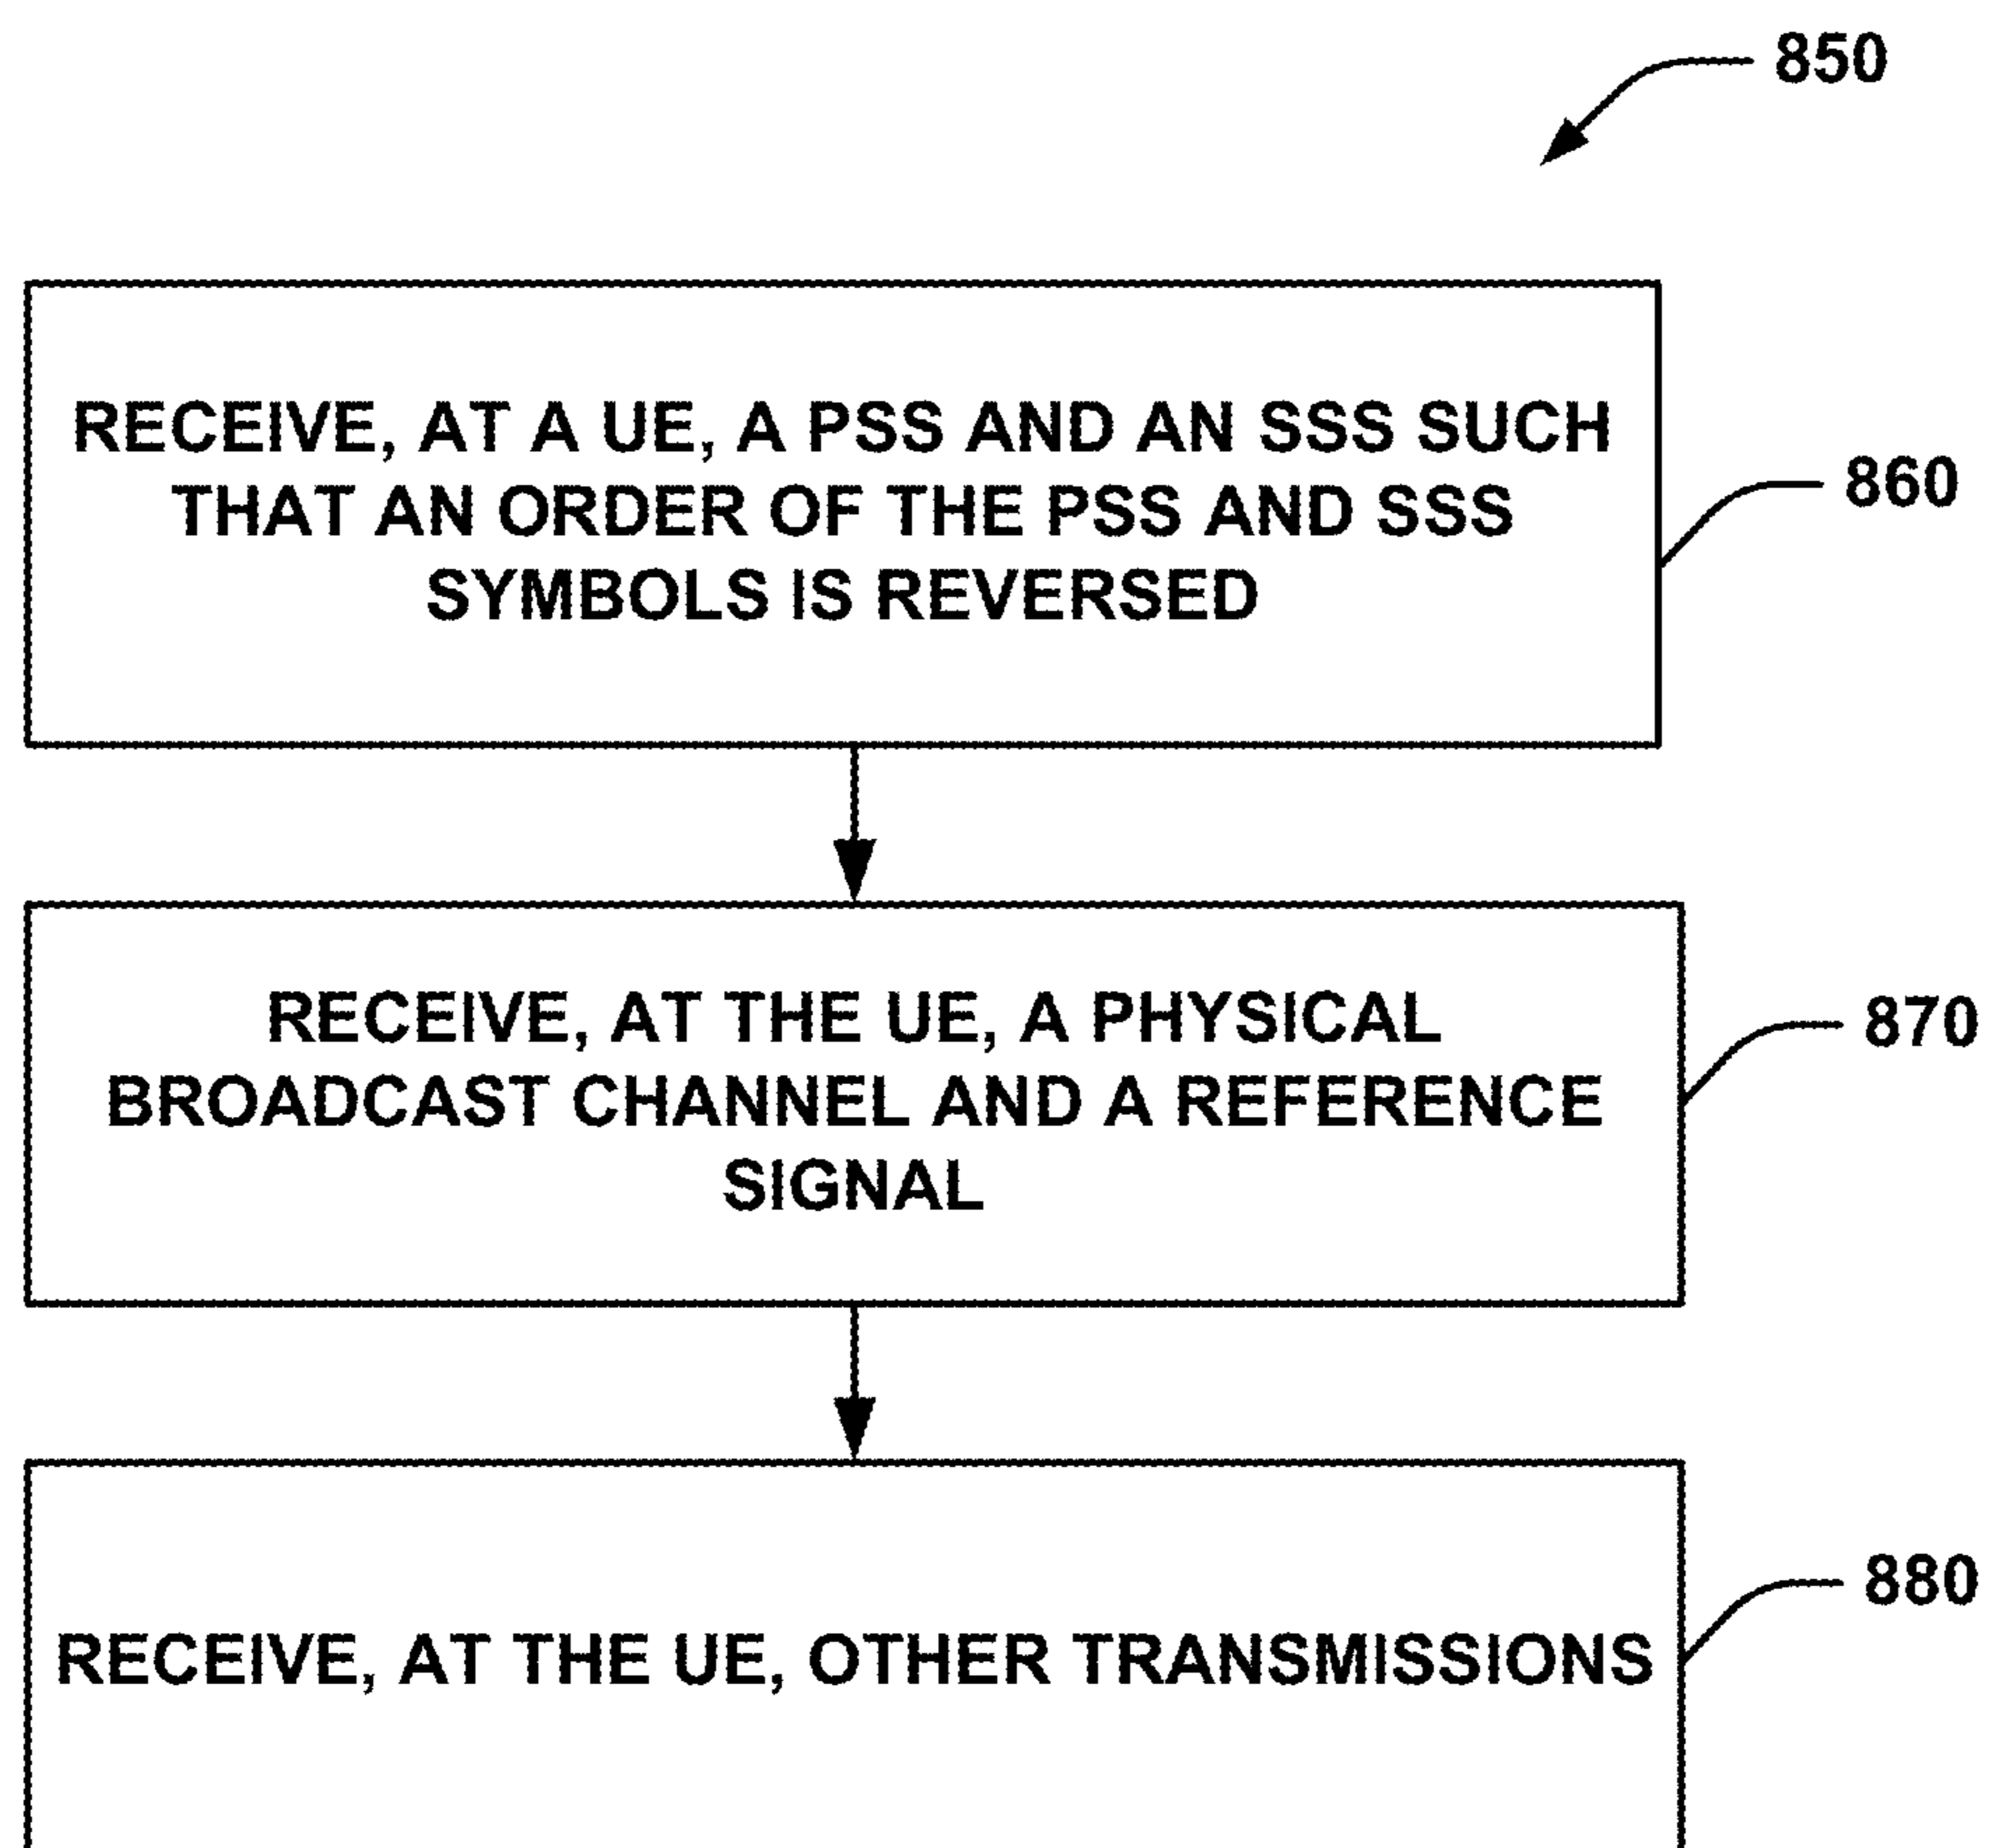 850
RECEIVE, AT A UE, A PSS AND AN SSS SUCH
THAT AN ORDER OF THE PSS AND SSS
SYMBOLS IS REVERSED
860
RECEIVE, AT THE UE, A PHYSICAL
BROADCAST CHANNEL AND A REFERENCE
SIGNAL
870
RECEIVE, AT THE UE, OTHER TRANSMISSIONS
880